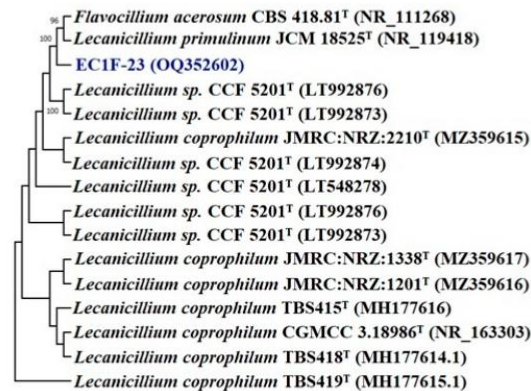 96
Flavocillium acerosum CBS 418.81ᵀ (NR_111268)
100
Lecanicillium primulinum JCM 18525ᵀ (NR_119418)
EC1F-23 (OQ352602)
Lecanicillium sp. CCF 5201ᵀ (LT992876)
100
Lecanicillium sp. CCF 5201ᵀ (LT992873)
Lecanicillium coprophilum JMRC:NRZ:2210ᵀ (MZ359615)
Lecanicillium sp. CCF 5201ᵀ (LT992874)
Lecanicillium sp. CCF 5201ᵀ (LT548278)
Lecanicillium sp. CCF 5201ᵀ (LT992876)
Lecanicillium sp. CCF 5201ᵀ (LT992873)
Lecanicillium coprophilum JMRC:NRZ:1338ᵀ (MZ359617)
Lecanicillium coprophilum JMRC:NRZ:1201ᵀ (MZ359616)
Lecanicillium coprophilum TBS415ᵀ (MH177616)
Lecanicillium coprophilum CGMCC 3.18986ᵀ (NR_163303)
Lecanicillium coprophilum TBS418ᵀ (MH177614.1)
Lecanicillium coprophilum TBS419ᵀ (MH177615.1)